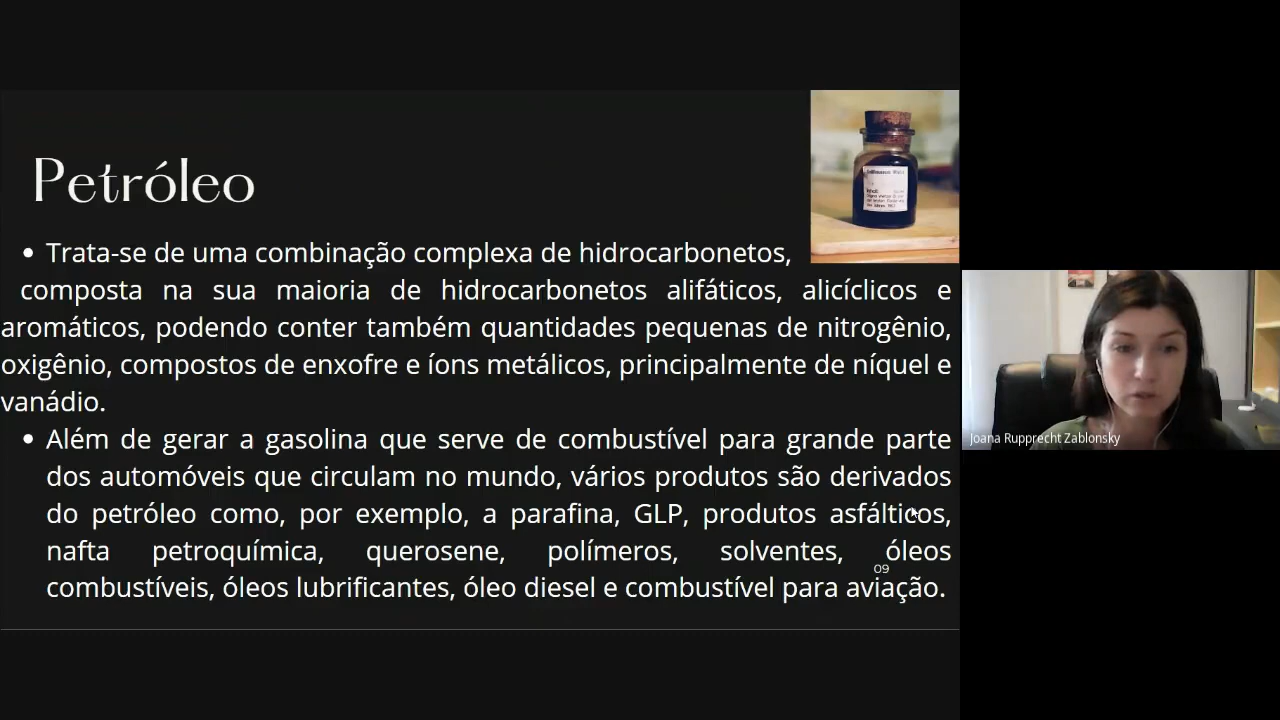 Petróleo
Trata-se de uma combinação complexa de hidrocarbonetos,
composta na sua maioria de hidrocarbonetos alifáticos, alicíclicos e
aromáticos, podendo conter também quantidades pequenas de nitrogênio,
oxigênio, compostos de enxofre e íons metálicos, principalmente de níquel e
vanádio.
Além de gerar a gasolina que serve de combustível para grande parte
dos automóveis que circulam no mundo, vários produtos são derivados
do petróleo como, por exemplo, a parafina, GLP, produtos asfálticos,
nafta petroquímica, querosene, polímeros, solventes, óleos
combustíveis, óleos lubrificantes, óleo diesel e combustível para aviação.
09
Joana Rupprecht Zablonsky